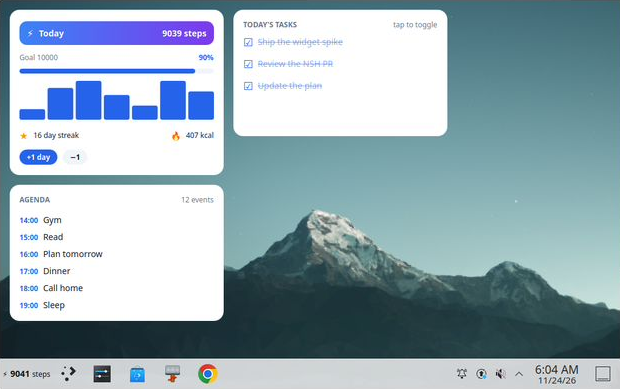 ⚡ Today 9039 steps
Goal 10000 90%
★ 16 day streak 🔥 407 kcal
+1 day −1
AGENDA 12 events
14:00 Gym
15:00 Read
16:00 Plan tomorrow
17:00 Dinner
18:00 Call home
19:00 Sleep
TODAY'S TASKS tap to toggle
☑ Ship the widget spike
☑ Review the NSH PR
☑ Update the plan
⚡ 9041 steps
6:04 AM
11/24/26